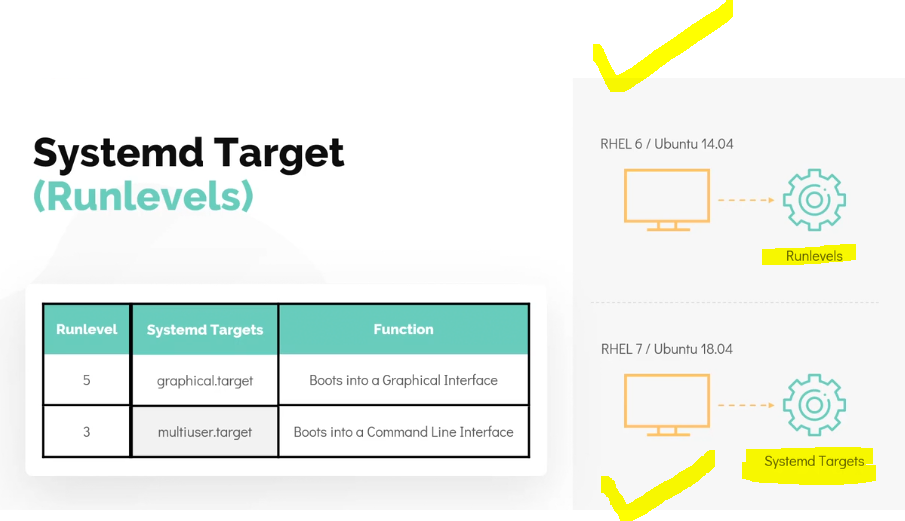 Systemd Target
(Runlevels)
Runlevel Systemd Targets Function
5 graphical.target Boots into a Graphical Interface
3 multiuser.target Boots into a Command Line Interface
RHEL 6 / Ubuntu 14.04
Runlevels
RHEL 7 / Ubuntu 18.04
Systemd Targets